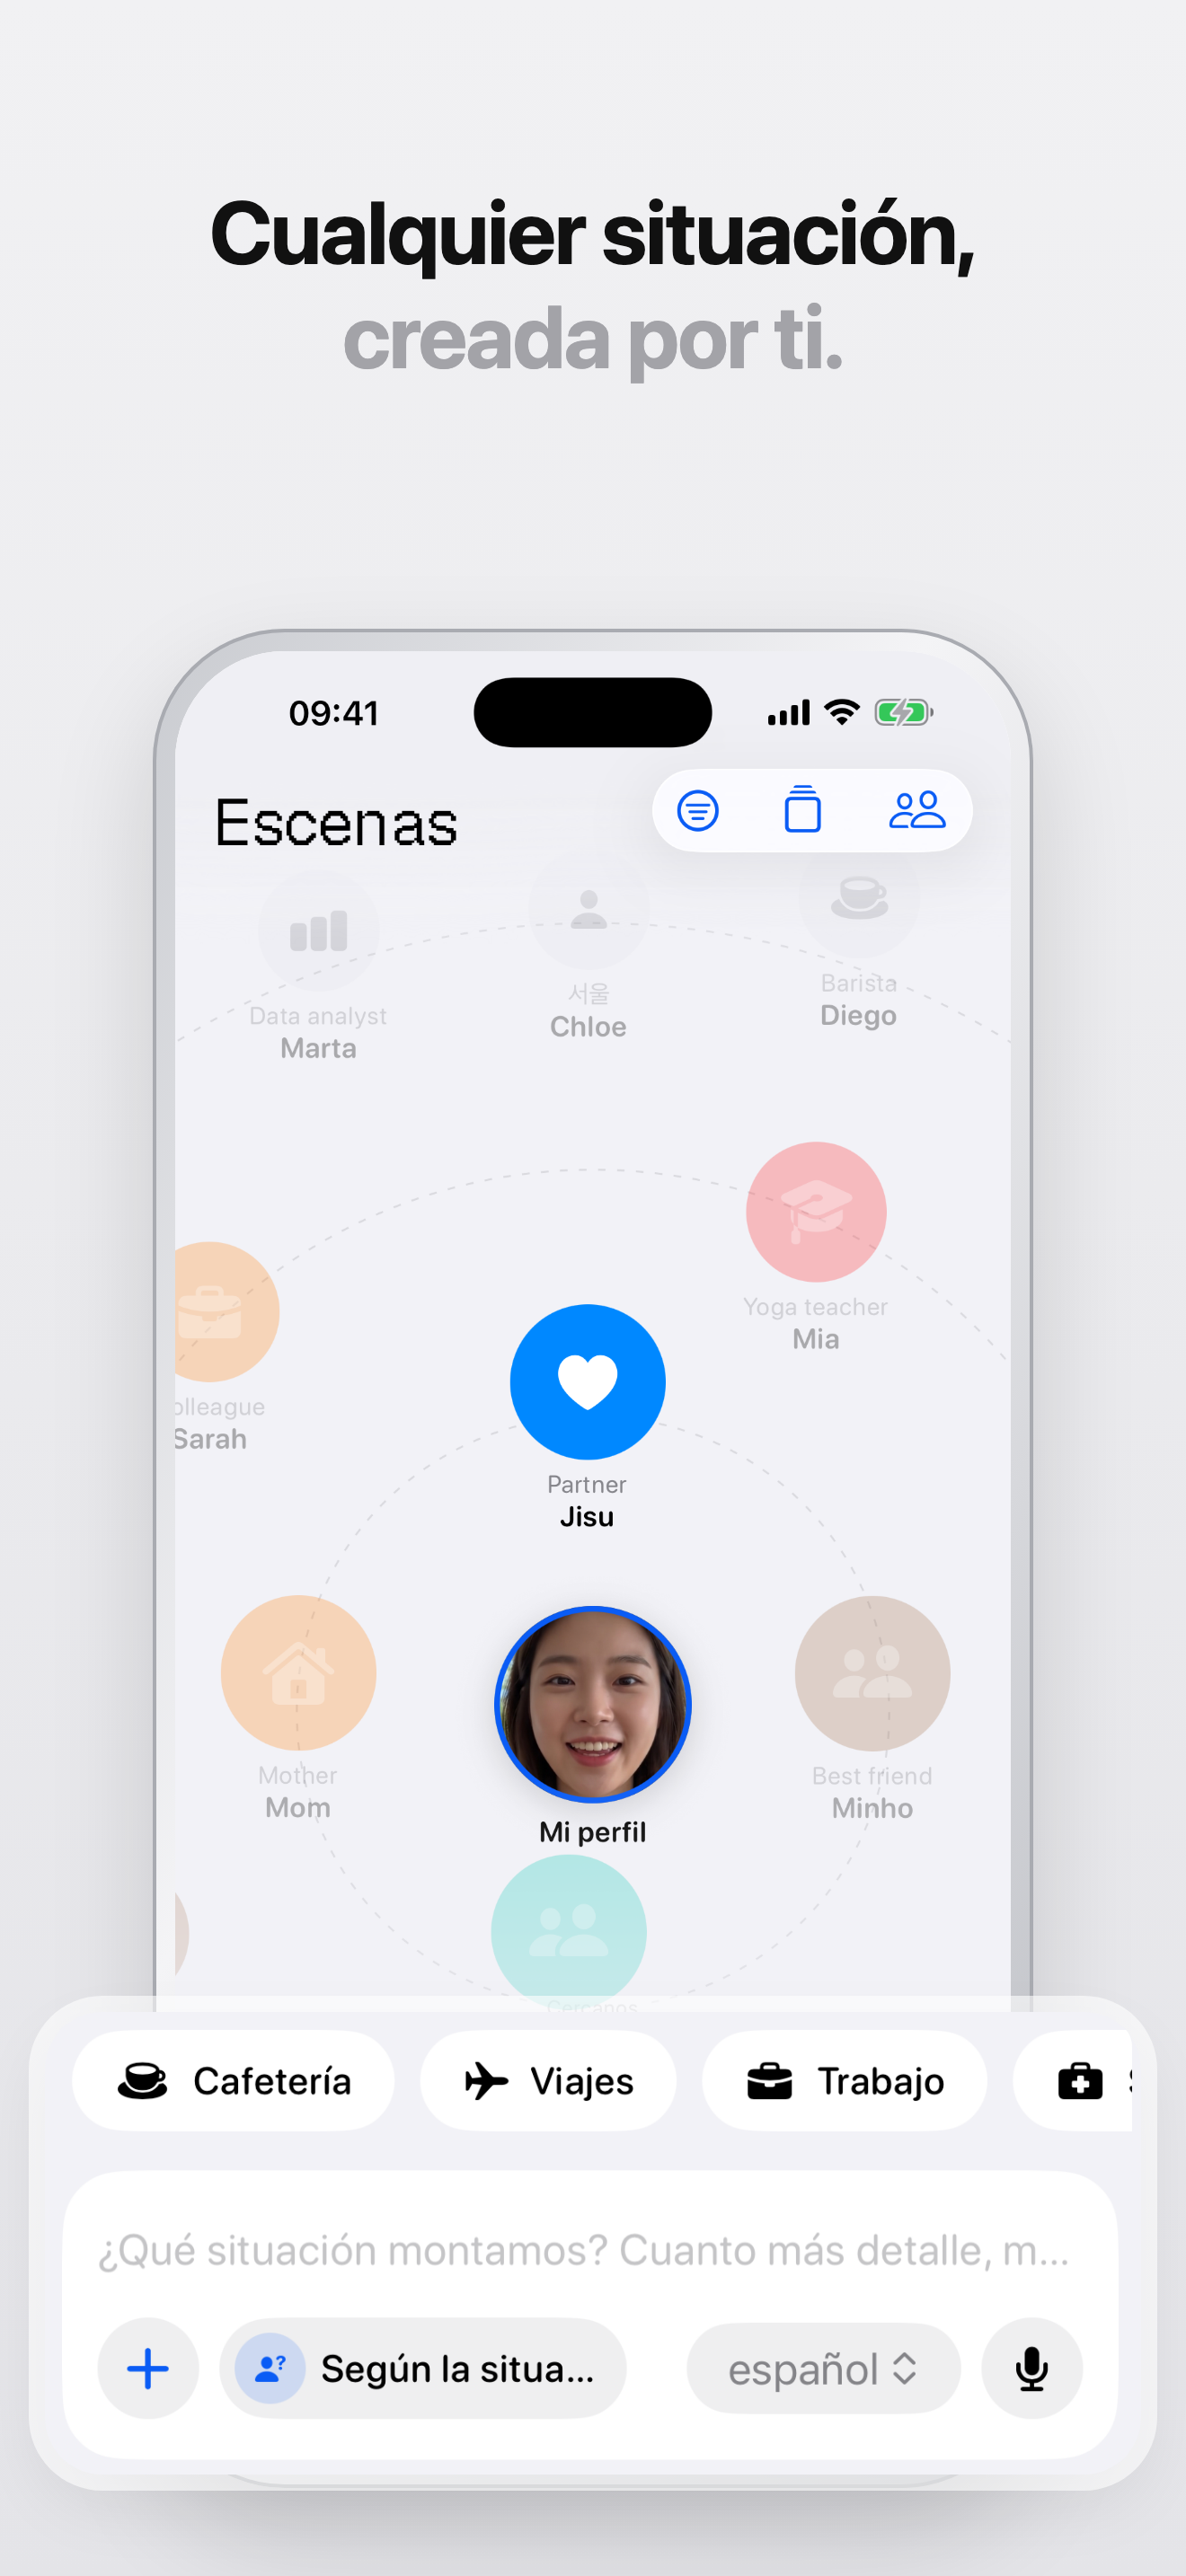 Cualquier situación,
creada por ti.
09:41
Escenas
Data analyst
Marta
서울
Chloe
Barista
Diego
Yoga teacher
Mia
olleague
Sarah
Partner
Jisu
Mother
Mom
Mi perfil
Best friend
Minho
Cercanos
Cafetería
Viajes
Trabajo
¿Qué situación montamos? Cuanto más detalle, m...
Según la situa...
español